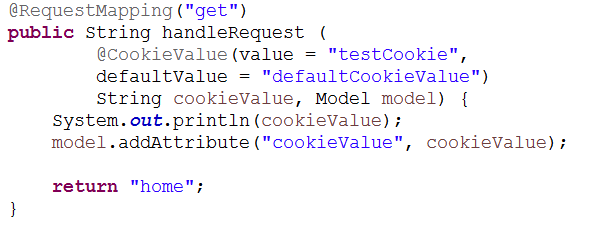 @RequestMapping("get")
public String handleRequest (
@CookieValue(value = "testCookie",
defaultValue = "defaultCookieValue")
String cookieValue, Model model) {
System.out.println(cookieValue);
model.addAttribute("cookieValue", cookieValue);
return "home";
}